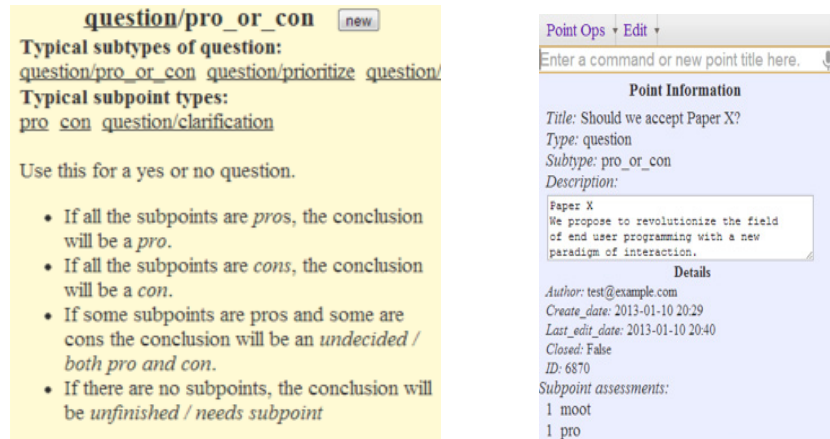 question/pro_or_con new
Typical subtypes of question:
question/pro_or_con question/prioritize question/
Typical subpoint types:
pro con question/clarification
Use this for a yes or no question.
• If all the subpoints are pros, the conclusion
will be a pro.
• If all the subpoints are cons, the conclusion
will be a con.
• If some subpoints are pros and some are
cons the conclusion will be an undecided /
both pro and con.
• If there are no subpoints, the conclusion will
be unfinished / needs subpoint
Point Ops Edit
Enter a command or new point title here.
Point Information
Title: Should we accept Paper X?
Type: question
Subtype: pro_or_con
Description:
Paper X
We propose to revolutionize the field
of end user programming with a new
paradigm of interaction.
Details
Author: test@example.com
Create_date: 2013-01-10 20:29
Last_edit_date: 2013-01-10 20:40
Closed: False
ID: 6870
Subpoint assessments:
1 moot
1 pro